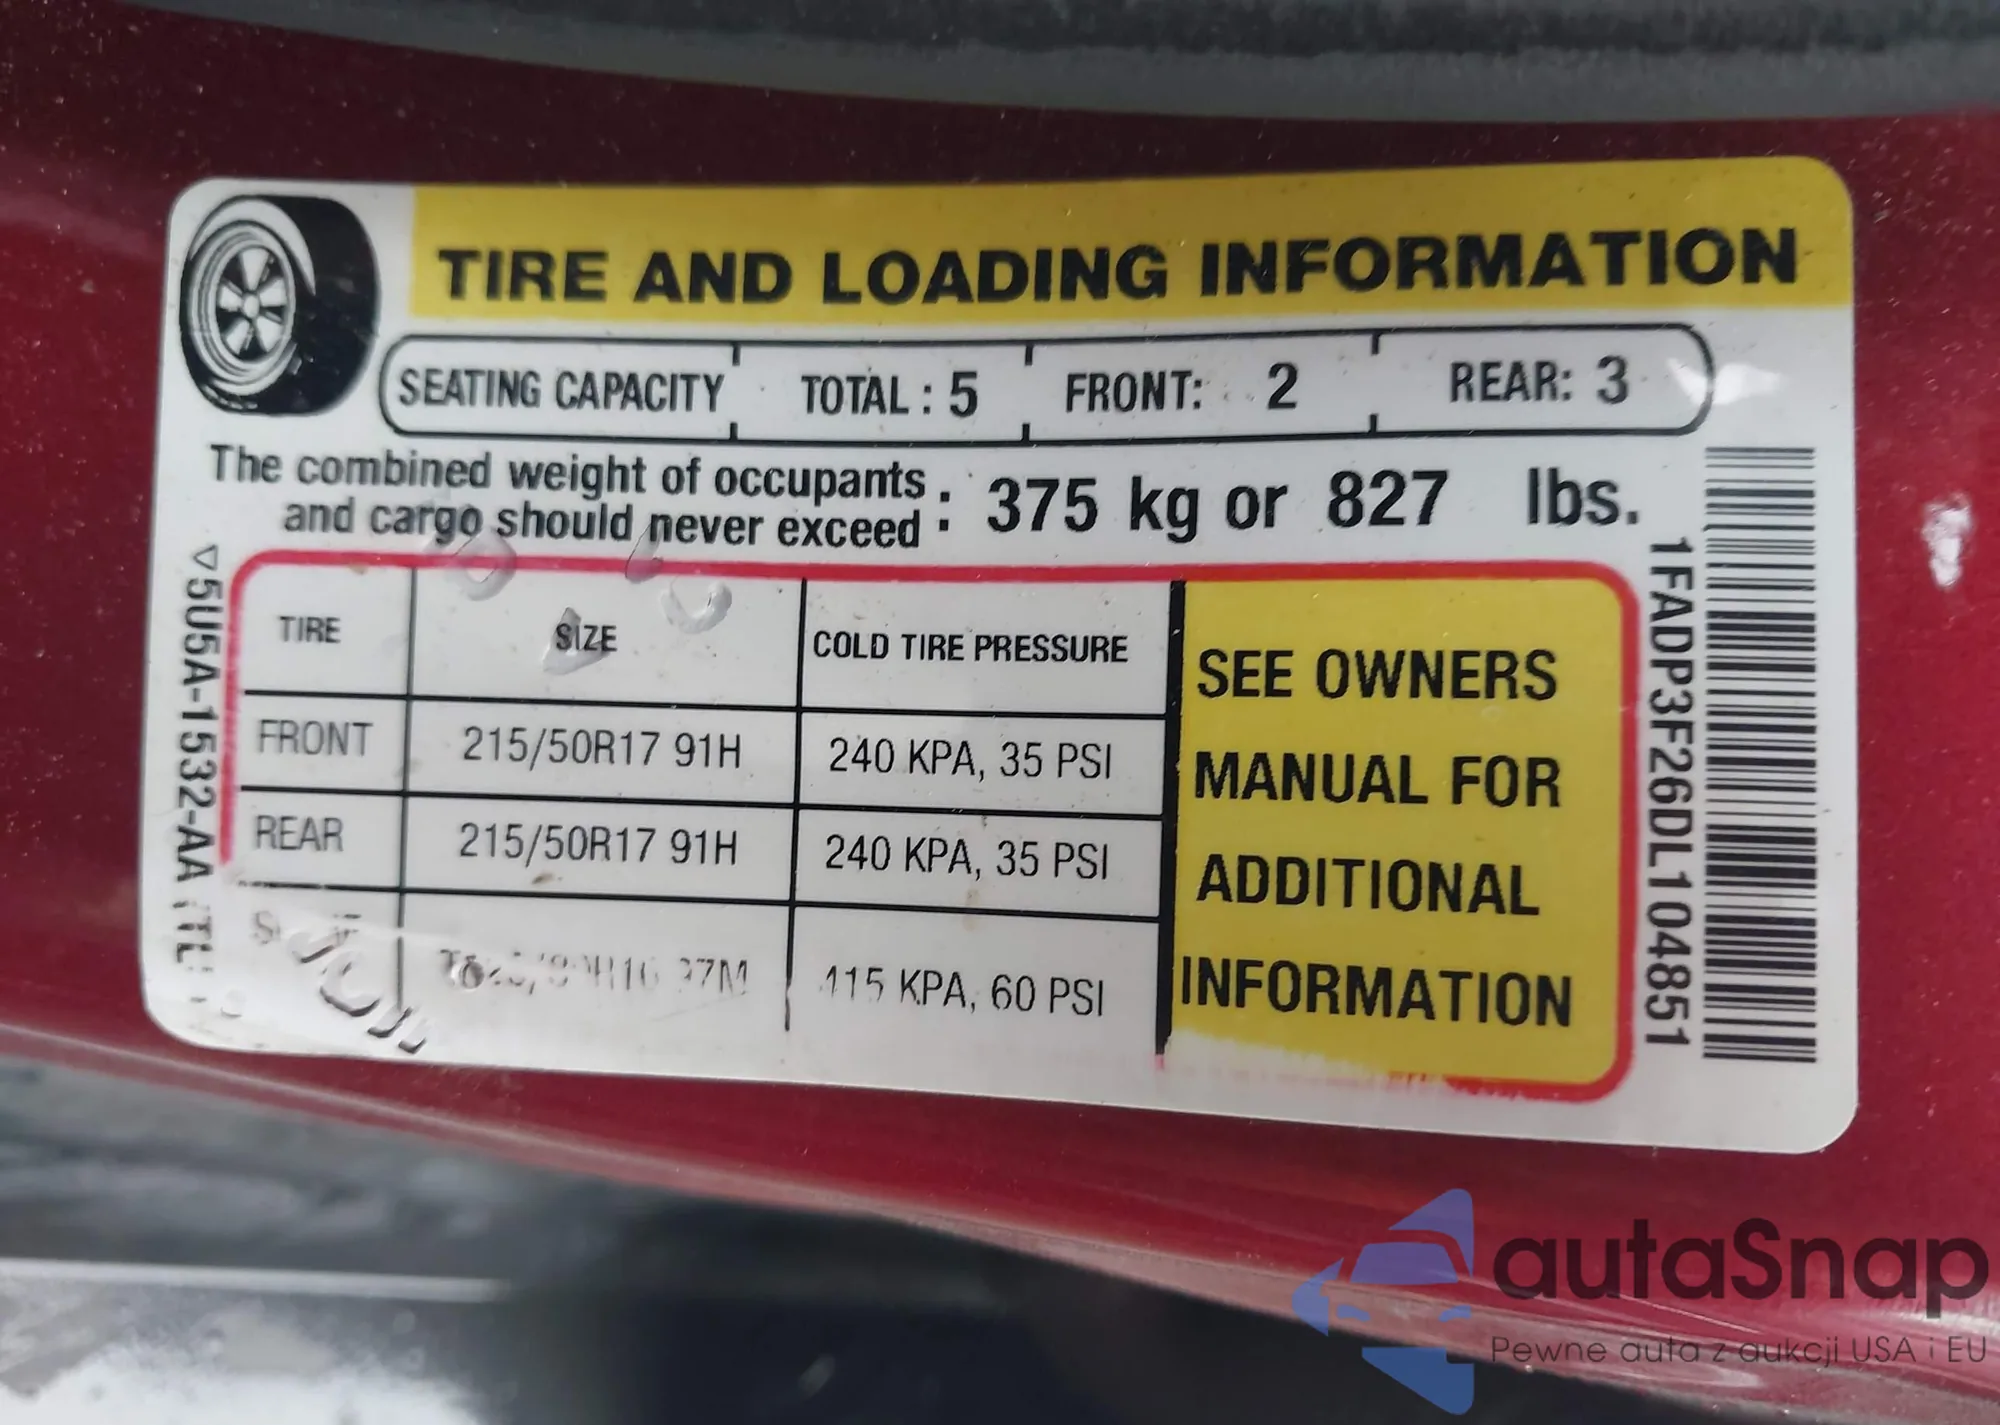 TIRE AND LOADING INFORMATION
SEATING CAPACITY TOTAL : 5 FRONT: 2 REAR: 3
The combined weight of occupants
and cargo should never exceed : 375 kg or 827 lbs.
TIRE SIZE COLD TIRE PRESSURE
FRONT 215/50R17 91H 240 KPA, 35 PSI
REAR 215/50R17 91H 240 KPA, 35 PSI
KPA, 60 PSI
SEE OWNERS
MANUAL FOR
ADDITIONAL
INFORMATION
5U5A-1532-AA
1FADP3F26DL104851
autaSnap
Pewne auta z aukcji USA i EU